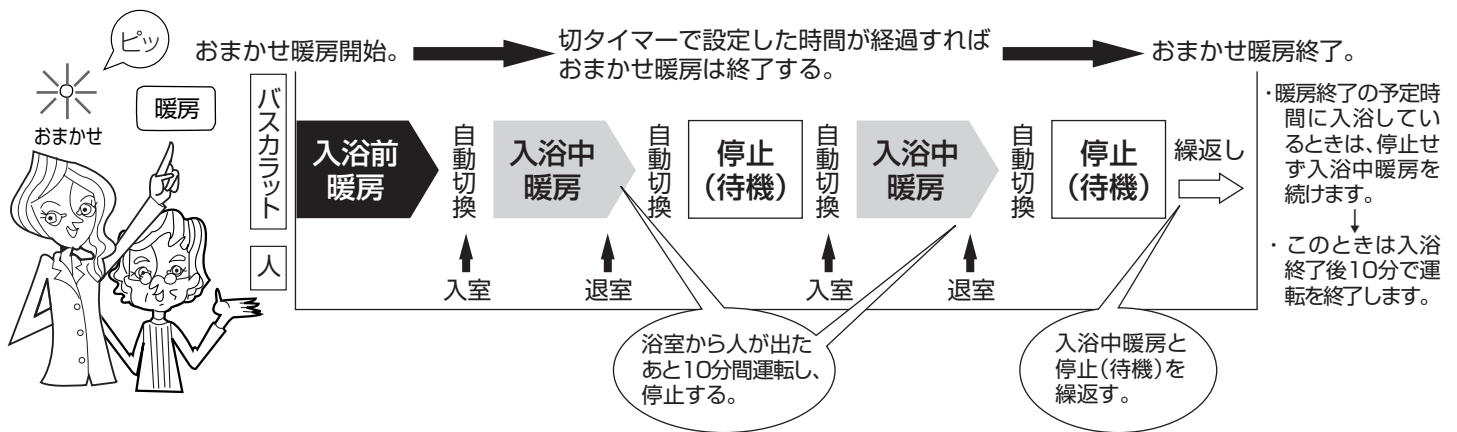 ピッ
おまかせ
暖房
おまかせ暖房開始。
切タイマーで設定した時間が経過すれば
おまかせ暖房は終了する。
おまかせ暖房終了。
バスカラット
人
入浴前
暖房
自動切換
入浴中
暖房
自動切換
停止
(待機)
自動切換
入浴中
暖房
自動切換
停止
(待機)
繰返し
入室
退室
入室
退室
浴室から人が出た
あと10分間運転し、
停止する。
入浴中暖房と
停止(待機)を
繰返す。
・暖房終了の予定時
間に入浴してい
るときは、停止せ
ず入浴中暖房を
続けます。
・このときは入浴
終了後10分で運
転を終了します。